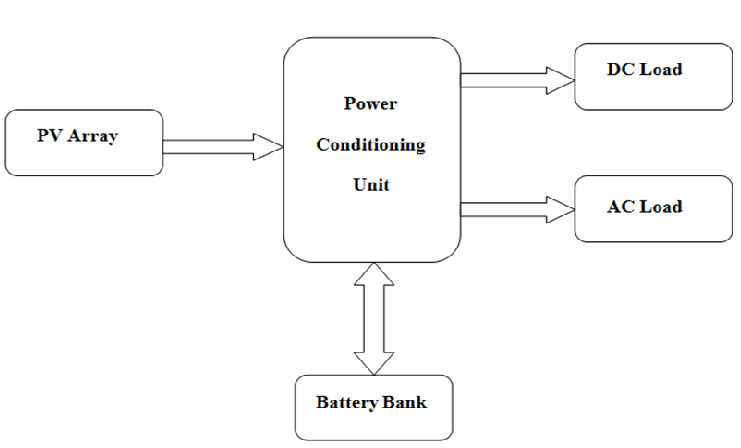 PV Array
Power
Conditioning
Unit
DC Load
AC Load
Battery Bank